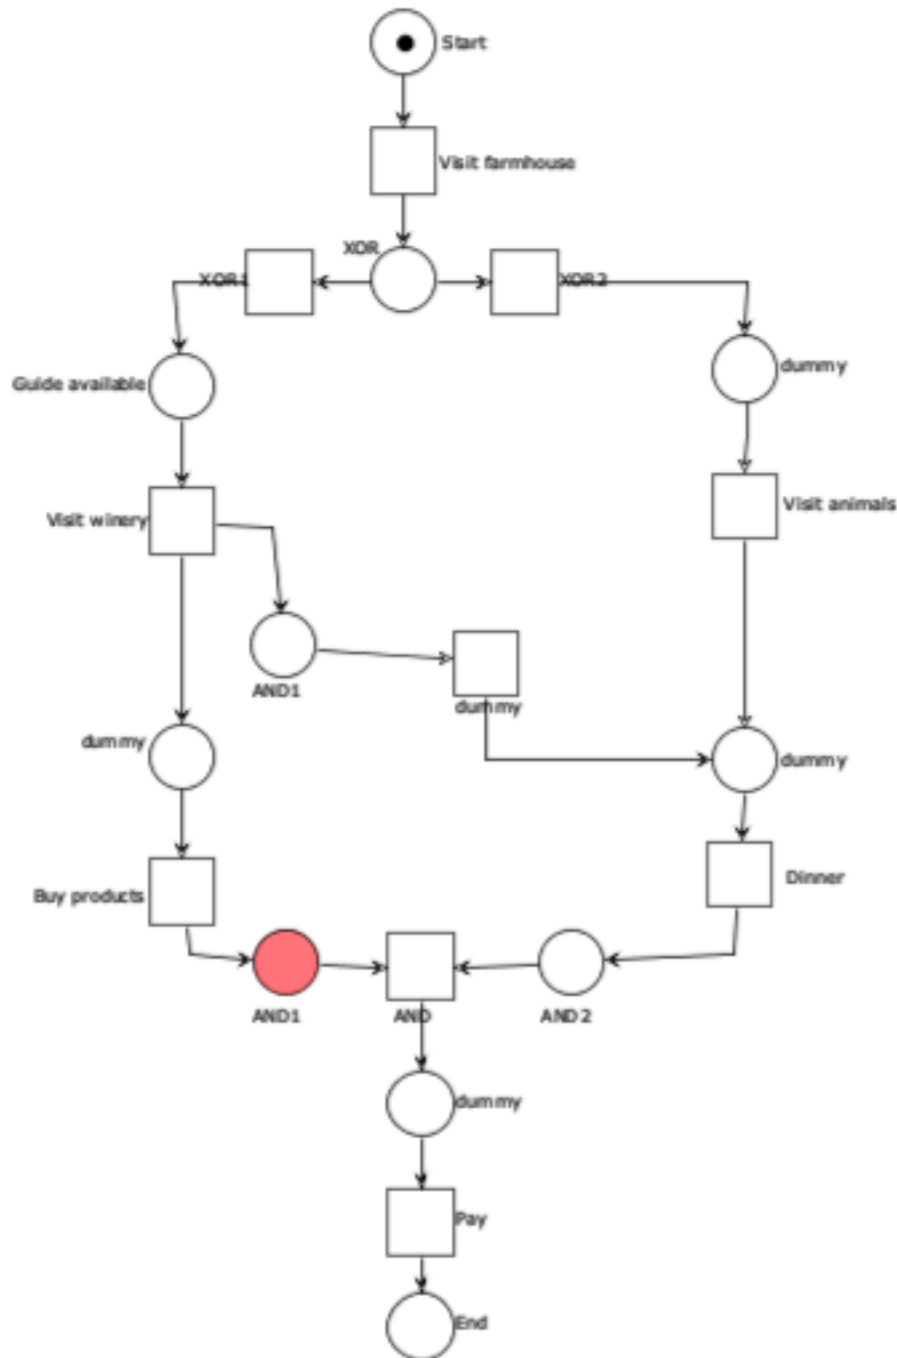 Start
Visit farmhouse
XOR
XOR1
XOR2
dummy
Guide available
Visit animals
Visit winery
AND1
dummy
dummy
dummy
Dinner
Buy products
AND1
AND
AND2
dummy
Pay
End